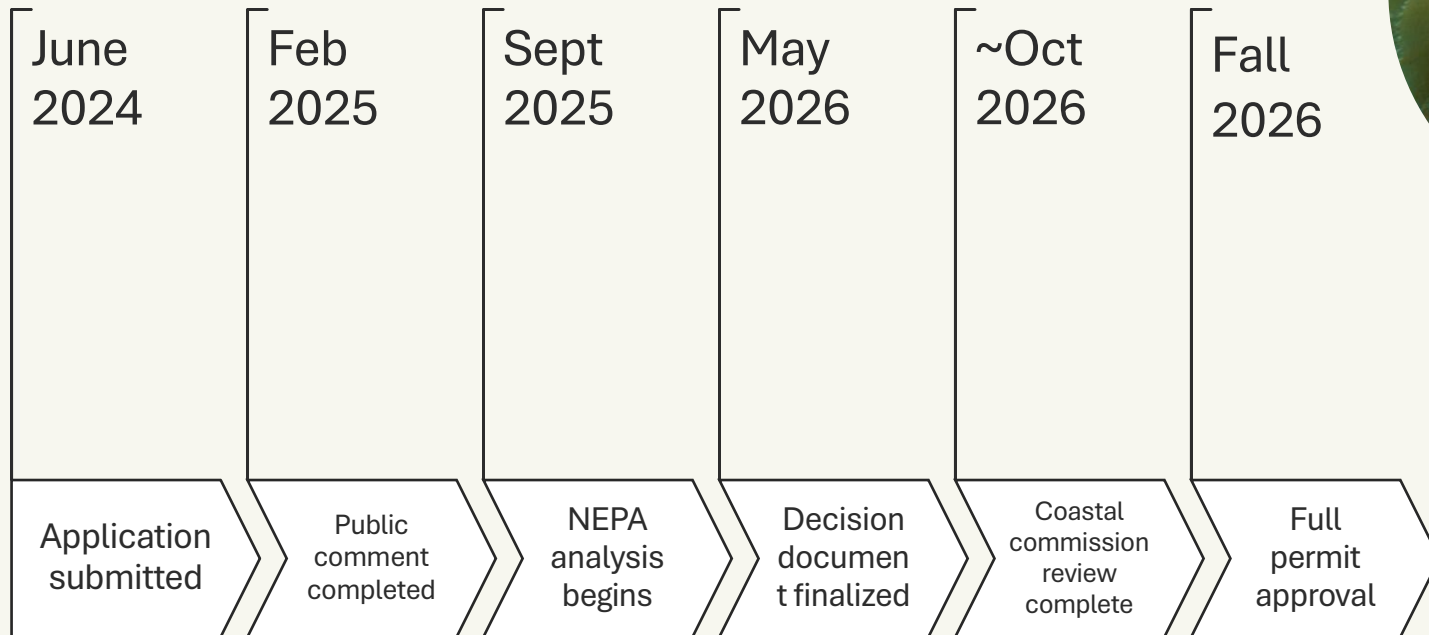 June
2024
Feb
2025
Sept
2025
May
2026
~Oct
2026
Fall
2026
Application
submitted
Public
comment
completed
NEPA
analysis
begins
Decision
documen
t finalized
Coastal
commission
review
complete
Full
permit
approval